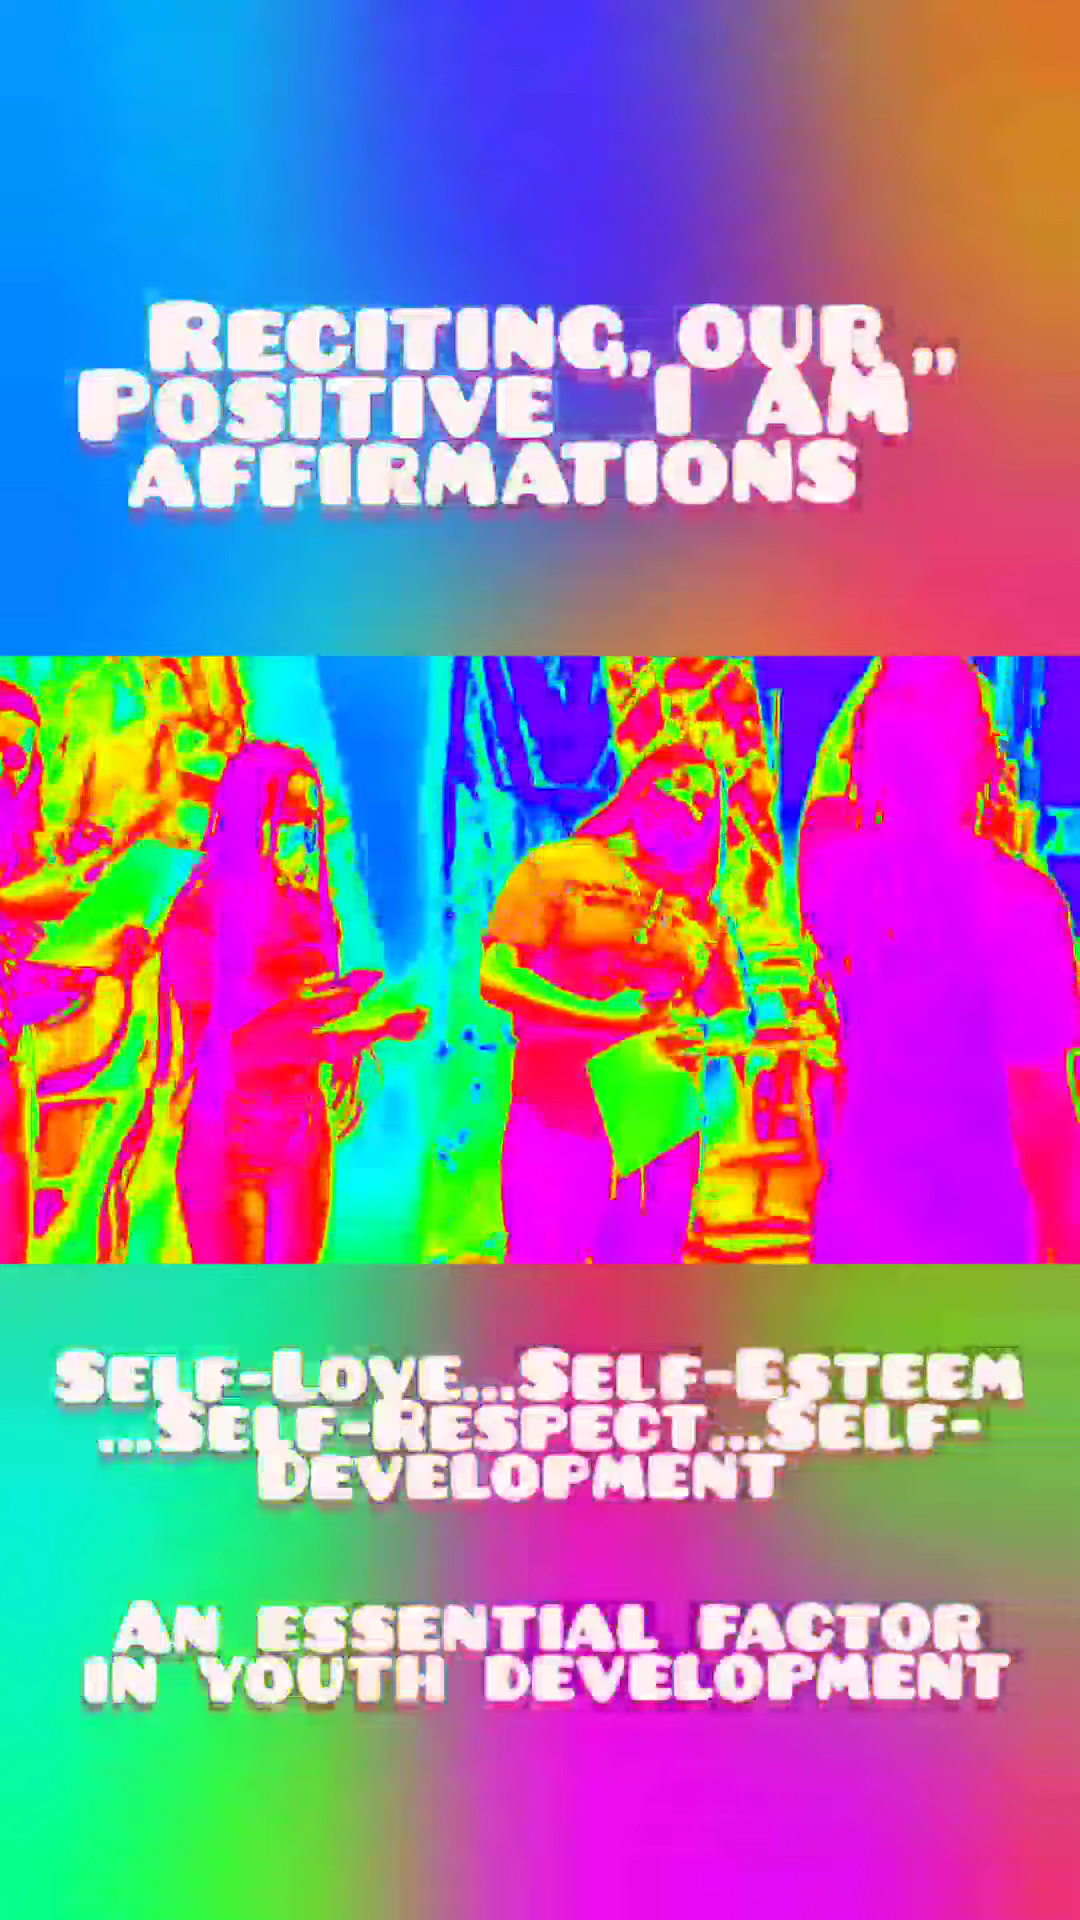 Reciting our
Positive "I AM"
affirmations
Self-Love...Self-Esteem
...Self-Respect...Self-
Development
An essential factor
in youth development